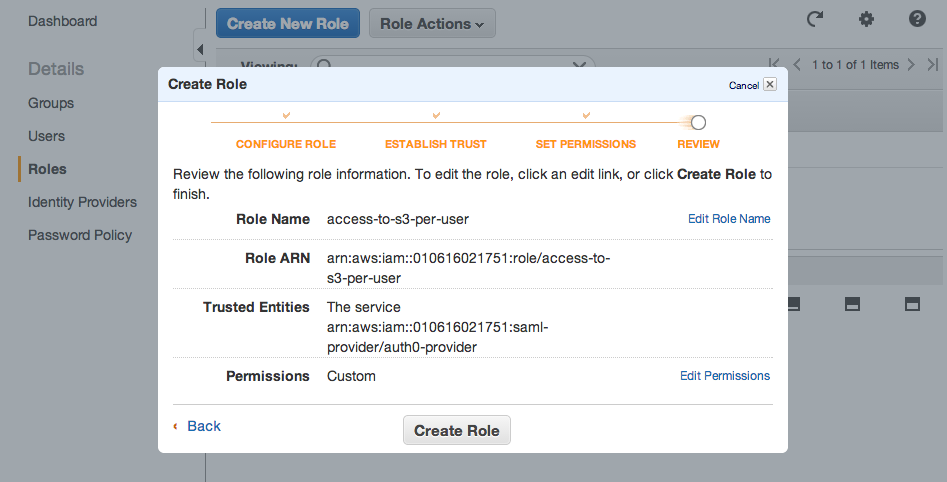 Dashboard
Create New Role
Role Actions
Details
Viewing:
1 to 1 of 1 Items
Groups
Users
Roles
Identity Providers
Password Policy
Create Role
Cancel
CONFIGURE ROLE
ESTABLISH TRUST
SET PERMISSIONS
REVIEW
Review the following role information. To edit the role, click an edit link, or click Create Role to
finish.
Role Name access-to-s3-per-user Edit Role Name
Role ARN arn:aws:iam::010616021751:role/access-to-
s3-per-user
Trusted Entities The service
arn:aws:iam::010616021751:saml-
provider/auth0-provider
Permissions Custom Edit Permissions
Back
Create Role